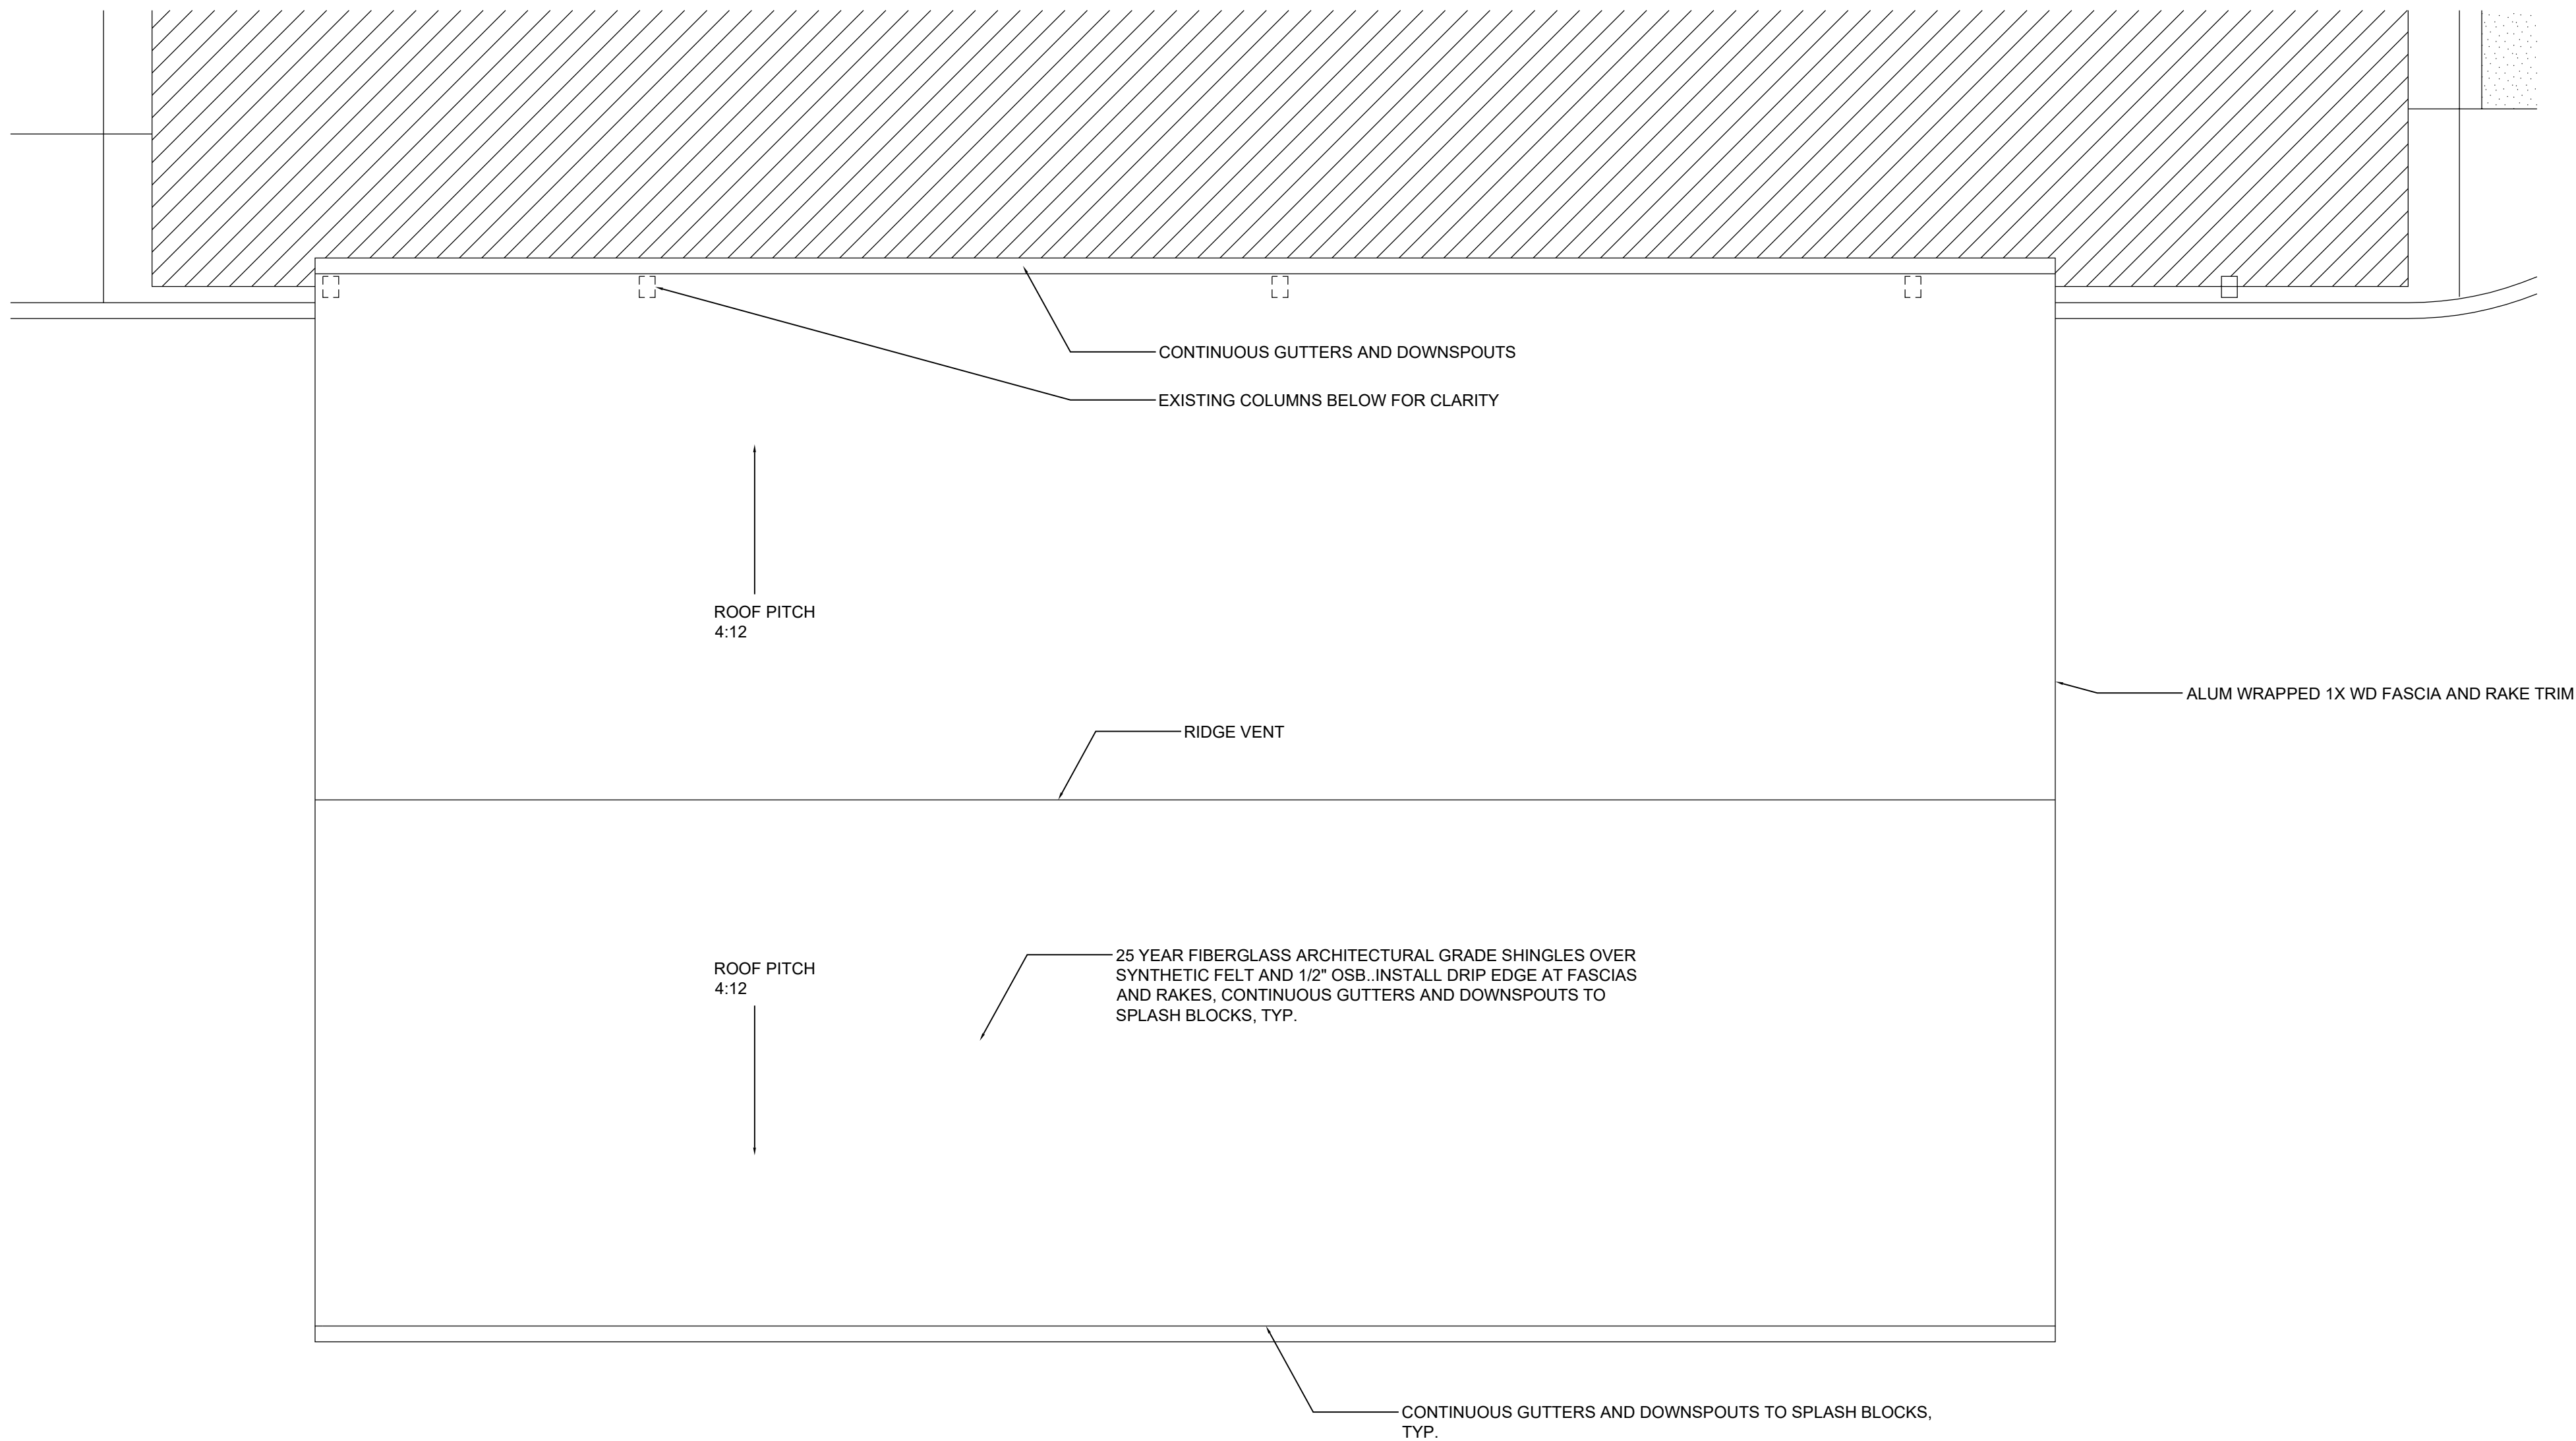 CONTINUOUS GUTTERS AND DOWNSPOUTS
EXISTING COLUMNS BELOW FOR CLARITY
ROOF PITCH
4:12
ALUM WRAPPED 1X WD FASCIA AND RAKE TRIM
RIDGE VENT
25 YEAR FIBERGLASS ARCHITECTURAL GRADE SHINGLES OVER
SYNTHETIC FELT AND 1/2" OSB..INSTALL DRIP EDGE AT FASCIAS
AND RAKES, CONTINUOUS GUTTERS AND DOWNSPOUTS TO
SPLASH BLOCKS, TYP.
ROOF PITCH
4:12
CONTINUOUS GUTTERS AND DOWNSPOUTS TO SPLASH BLOCKS,
TYP.